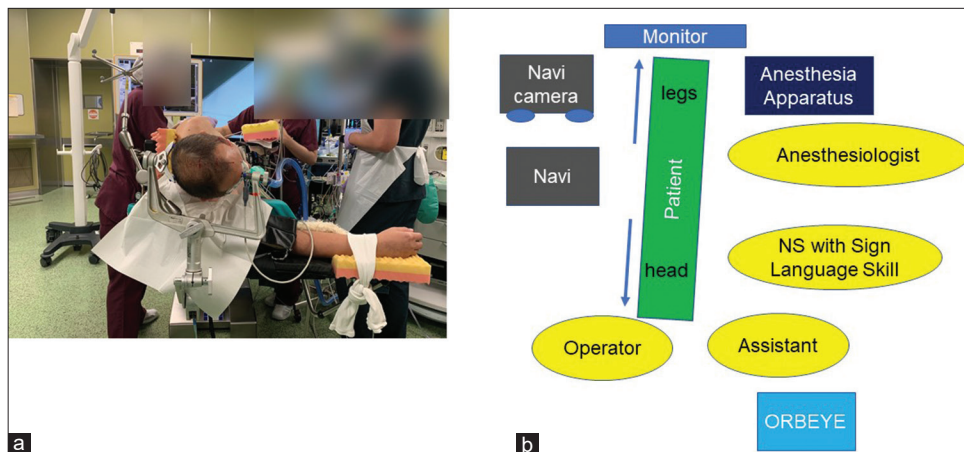 a
Monitor
Navi
camera
legs
Anesthesia
Apparatus
Anesthesiologist
Navi
Patient
NS with Sign
Language Skill
head
Operator
Assistant
ORBEYE
b